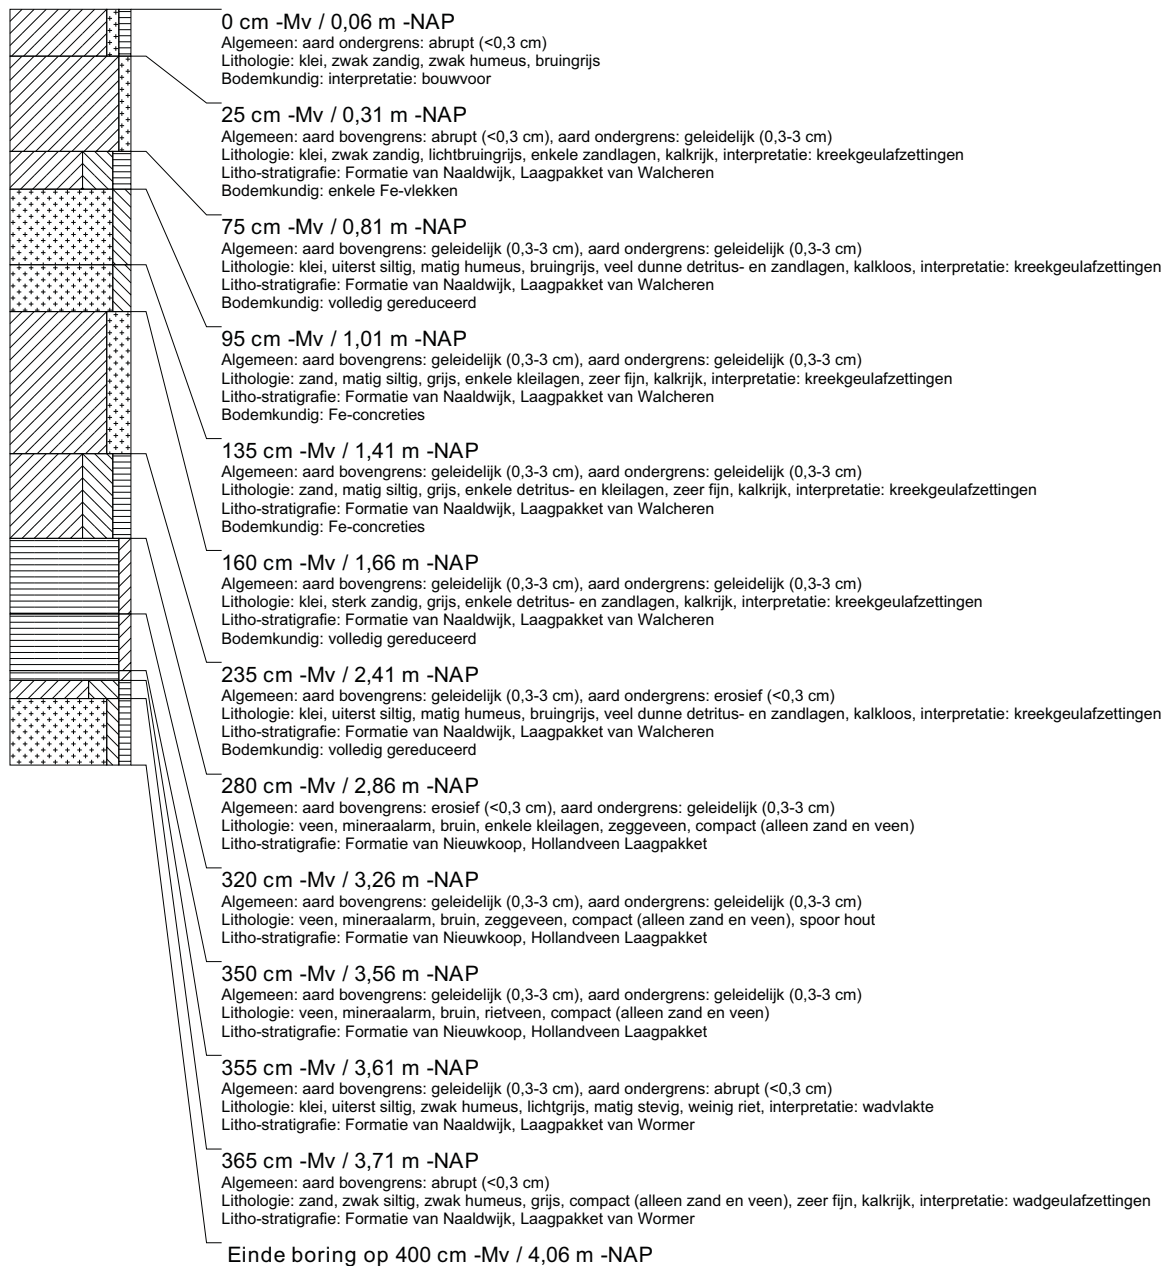 0 cm -Mv / 0,06 m -NAP
Algemeen: aard ondergrens: abrupt (<0,3 cm)
Lithologie: klei, zwak zandig, zwak humeus, bruingrijs
Bodemkundig: interpretatie: bouwvoor
25 cm -Mv / 0,31 m -NAP
Algemeen: aard bovengrens: abrupt (<0,3 cm), aard ondergrens: geleidelijk (0,3-3 cm)
Lithologie: klei, zwak zandig, lichtbruingrijs, enkele zandlagen, kalkrijk, interpretatie: kreekgeulafzettingen
Litho-stratigrafie: Formatie van Naaldwijk, Laagpakket van Walcheren
Bodemkundig: enkele Fe-vlekken
75 cm -Mv / 0,81 m -NAP
Algemeen: aard bovengrens: geleidelijk (0,3-3 cm), aard ondergrens: geleidelijk (0,3-3 cm)
Lithologie: klei, uiterst siltig, matig humeus, bruingrijs, veel dunne detritus- en zandlagen, kalkloos, interpretatie: kreekgeulafzettingen
Litho-stratigrafie: Formatie van Naaldwijk, Laagpakket van Walcheren
Bodemkundig: volledig gereduceerd
95 cm -Mv / 1,01 m -NAP
Algemeen: aard bovengrens: geleidelijk (0,3-3 cm), aard ondergrens: geleidelijk (0,3-3 cm)
Lithologie: zand, matig siltig, grijs, enkele kleilagen, zeer fijn, kalkrijk, interpretatie: kreekgeulafzettingen
Litho-stratigrafie: Formatie van Naaldwijk, Laagpakket van Walcheren
Bodemkundig: Fe-concreties
135 cm -Mv / 1,41 m -NAP
Algemeen: aard bovengrens: geleidelijk (0,3-3 cm), aard ondergrens: geleidelijk (0,3-3 cm)
Lithologie: zand, matig siltig, grijs, enkele detritus- en kleilagen, zeer fijn, kalkrijk, interpretatie: kreekgeulafzettingen
Litho-stratigrafie: Formatie van Naaldwijk, Laagpakket van Walcheren
Bodemkundig: Fe-concreties
160 cm -Mv / 1,66 m -NAP
Algemeen: aard bovengrens: geleidelijk (0,3-3 cm), aard ondergrens: geleidelijk (0,3-3 cm)
Lithologie: klei, sterk zandig, grijs, enkele detritus- en zandlagen, kalkrijk, interpretatie: kreekgeulafzettingen
Litho-stratigrafie: Formatie van Naaldwijk, Laagpakket van Walcheren
Bodemkundig: volledig gereduceerd
235 cm -Mv / 2,41 m -NAP
Algemeen: aard bovengrens: geleidelijk (0,3-3 cm), aard ondergrens: erosief (<0,3 cm)
Lithologie: klei, uiterst siltig, matig humeus, bruingrijs, veel dunne detritus- en zandlagen, kalkloos, interpretatie: kreekgeulafzettingen
Litho-stratigrafie: Formatie van Naaldwijk, Laagpakket van Walcheren
Bodemkundig: volledig gereduceerd
280 cm -Mv / 2,86 m -NAP
Algemeen: aard bovengrens: erosief (<0,3 cm), aard ondergrens: geleidelijk (0,3-3 cm)
Lithologie: veen, mineraalarm, bruin, enkele kleilagen, zeggeveen, compact (alleen zand en veen)
Litho-stratigrafie: Formatie van Nieuwkoop, Hollandveen Laagpakket
320 cm -Mv / 3,26 m -NAP
Algemeen: aard bovengrens: geleidelijk (0,3-3 cm), aard ondergrens: geleidelijk (0,3-3 cm)
Lithologie: veen, mineraalarm, bruin, zeggeveen, compact (alleen zand en veen), spoor hout
Litho-stratigrafie: Formatie van Nieuwkoop, Hollandveen Laagpakket
350 cm -Mv / 3,56 m -NAP
Algemeen: aard bovengrens: geleidelijk (0,3-3 cm), aard ondergrens: geleidelijk (0,3-3 cm)
Lithologie: veen, mineraalarm, bruin, rietveen, compact (alleen zand en veen)
Litho-stratigrafie: Formatie van Nieuwkoop, Hollandveen Laagpakket
355 cm -Mv / 3,61 m -NAP
Algemeen: aard bovengrens: geleidelijk (0,3-3 cm), aard ondergrens: abrupt (<0,3 cm)
Lithologie: klei, uiterst siltig, zwak humeus, lichtgrijs, matig stevig, weinig riet, interpretatie: wadvlakte
Litho-stratigrafie: Formatie van Naaldwijk, Laagpakket van Wormer
365 cm -Mv / 3,71 m -NAP
Algemeen: aard bovengrens: abrupt (<0,3 cm)
Lithologie: zand, zwak siltig, zwak humeus, grijs, compact (alleen zand en veen), zeer fijn, kalkrijk, interpretatie: wadgeulafzettingen
Litho-stratigrafie: Formatie van Naaldwijk, Laagpakket van Wormer
Einde boring op 400 cm -Mv / 4,06 m -NAP